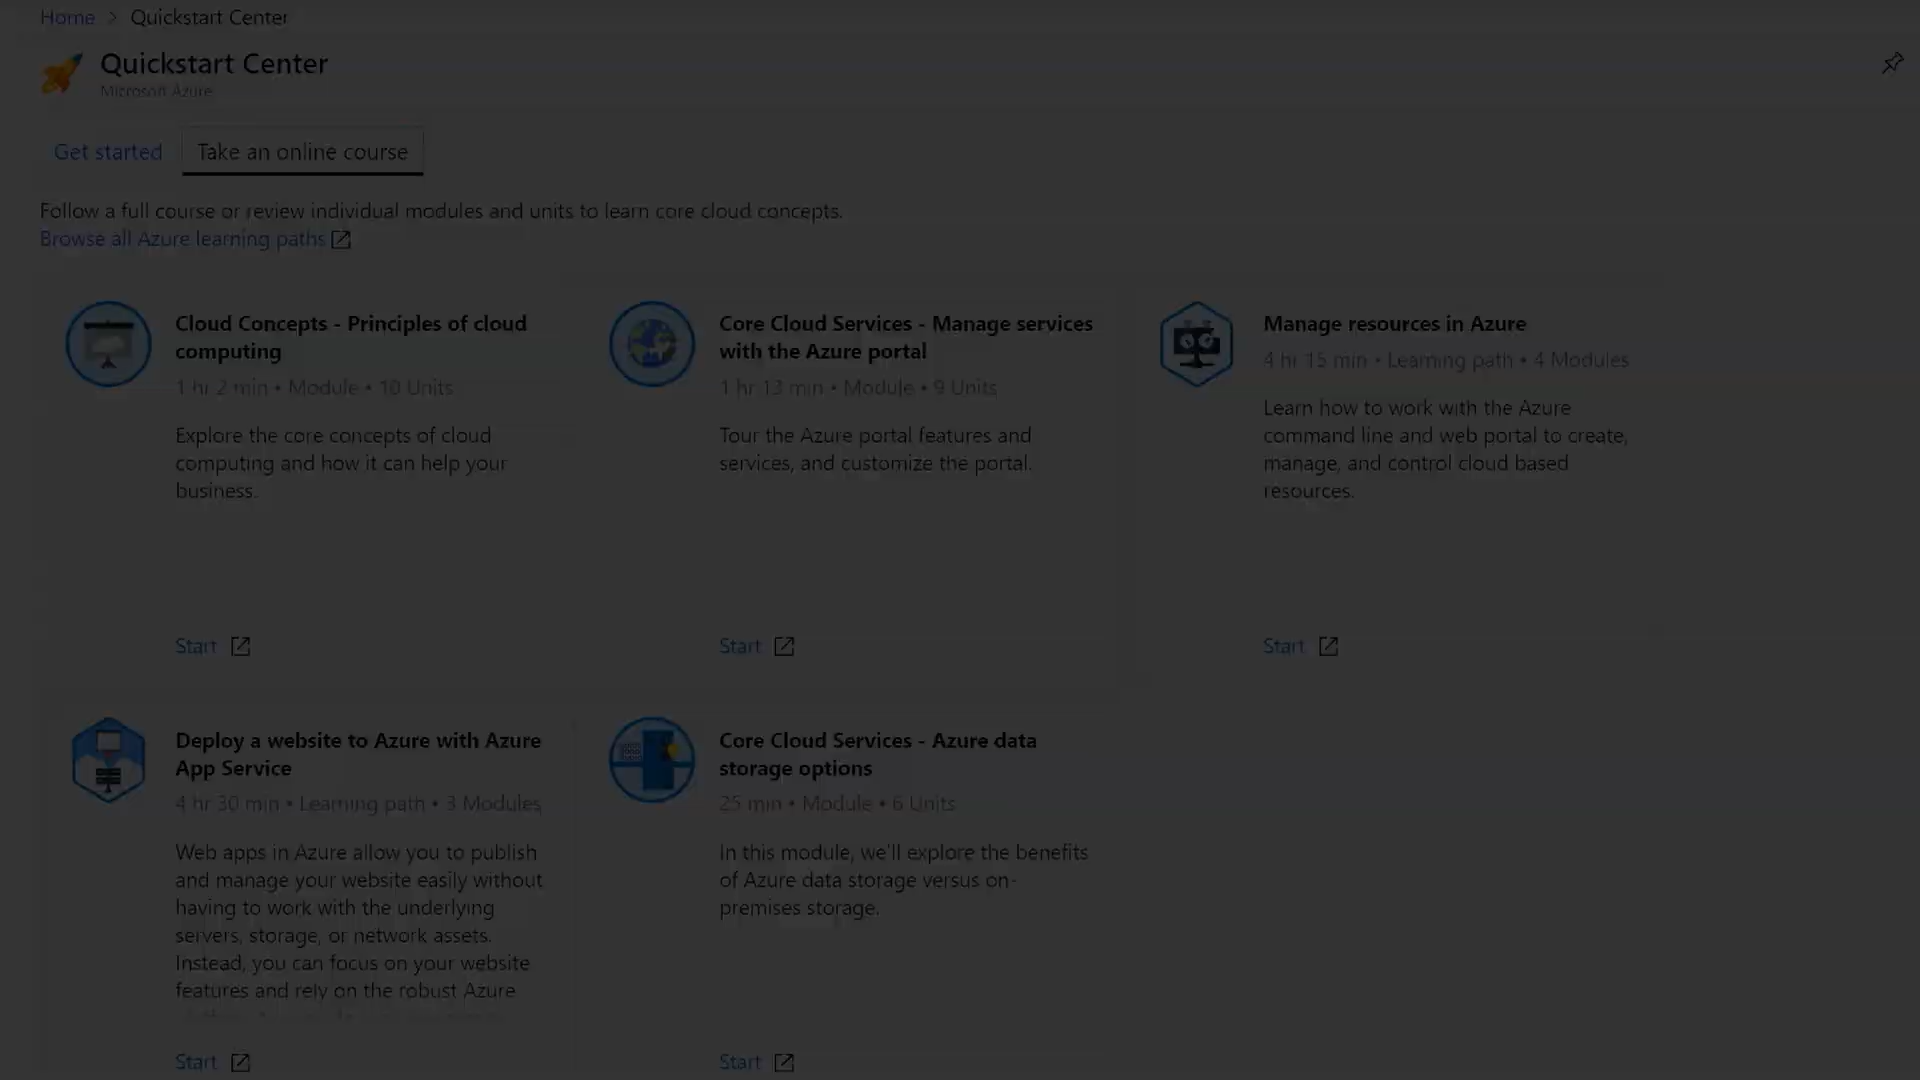 Home > Quickstart Center
Quickstart Center
Microsoft Azure
Get started
Take an online course
Follow a full course or review individual modules and units to learn core cloud concepts.
Browse all Azure learning paths
Cloud Concepts - Principles of cloud
computing
1 hr 2 min • Module • 10 Units
Explore the core concepts of cloud
computing and how it can help your
business.
Start
Core Cloud Services - Manage services
with the Azure portal
1 hr 13 min • Module • 9 Units
Tour the Azure portal features and
services, and customize the portal.
Start
Manage resources in Azure
4 hr 15 min • Learning path • 4 Modules
Learn how to work with the Azure
command line and web portal to create,
manage, and control cloud based
resources.
Start
Deploy a website to Azure with Azure
App Service
4 hr 30 min • Learning path • 3 Modules
Web apps in Azure allow you to publish
and manage your website easily without
having to work with the underlying
servers, storage, or network assets.
Instead, you can focus on your website
features and rely on the robust Azure
Start
Core Cloud Services - Azure data
storage options
25 min • Module • 6 Units
In this module, we'll explore the benefits
of Azure data storage versus on-
premises storage.
Start